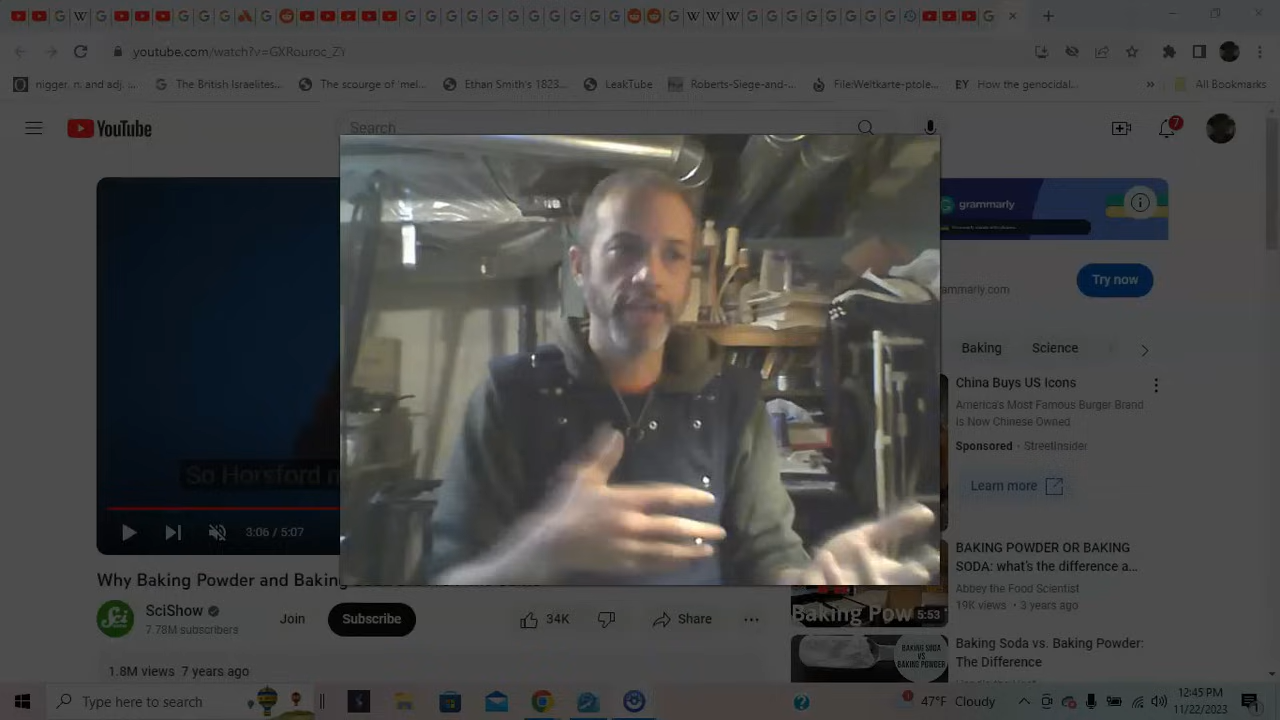 youtube.com/watch?v=GXRouroc_ZY
nigger, n. and adj. :...
The British Israelites...
The scourge of 'mel...
Ethan Smith's 1823...
LeakTube
Roberts-Siege-and-...
File:Weltkarte-ptole...
EY How the genocidal...
»
All Bookmarks
YouTube
Search
7
grammarly
Try now
Baking
Science
China Buys US Icons
America's Most Famous Burger Brand
Is Now Chinese Owned
Sponsored · StreetInsider
Learn more
So Horsford
3:06 / 5:07
Why Baking Powder and Baking
SciShow
7.78M subscribers
Join
Subscribe
34K
Share
1.8M views 7 years ago
BAKING POWDER OR BAKING
SODA: what's the difference a...
Abbey the Food Scientist
19K views · 3 years ago
Baking Pow
5:53
Baking Soda vs. Baking Powder:
The Difference
BAKING SODA
VS
BAKING POWDER
Type here to search
47°F Cloudy
12:45 PM
11/22/2023